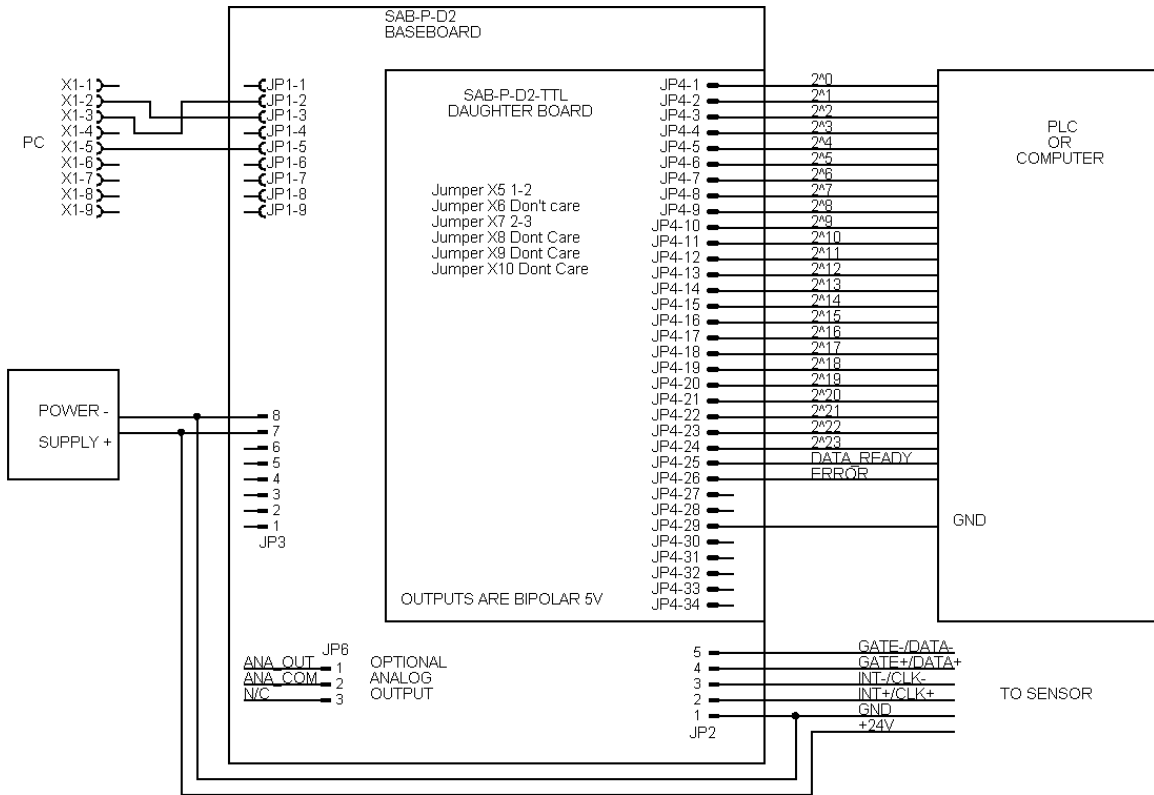 SAB-P-D2
BASEBOARD
PC
X1-1
X1-2
X1-3
X1-4
X1-5
X1-6
X1-7
X1-8
X1-9
JP1-1
JP1-2
JP1-3
JP1-4
JP1-5
JP1-6
JP1-7
JP1-8
JP1-9
SAB-P-D2-TTL
DAUGHTER BOARD
Jumper X5 1-2
Jumper X6 Don't care
Jumper X7 2-3
Jumper X8 Dont Care
Jumper X9 Dont Care
Jumper X10 Dont Care
OUTPUTS ARE BIPOLAR 5V
JP4-1 2^0
JP4-2 2^1
JP4-3 2^2
JP4-4 2^3
JP4-5 2^4
JP4-6 2^5
JP4-7 2^6
JP4-8 2^7
JP4-9 2^8
JP4-10 2^9
JP4-11 2^10
JP4-12 2^11
JP4-13 2^12
JP4-14 2^13
JP4-15 2^14
JP4-16 2^15
JP4-17 2^16
JP4-18 2^17
JP4-19 2^18
JP4-20 2^19
JP4-21 2^20
JP4-22 2^21
JP4-23 2^22
JP4-24 2^23
JP4-25 DATA_READY
JP4-26 ERROR
JP4-27
JP4-28
JP4-29 GND
JP4-30
JP4-31
JP4-32
JP4-33
JP4-34
PLC
OR
COMPUTER
POWER -
SUPPLY +
8
7
6
5
4
3
2
1
JP3
JP6
ANA_OUT 1 OPTIONAL
ANA_COM 2 ANALOG
N/C 3 OUTPUT
5 GATE-/DATA-
4 GATE+/DATA+
3 INT-/CLK-
2 INT+/CLK+
1 GND
+24V
JP2
TO SENSOR